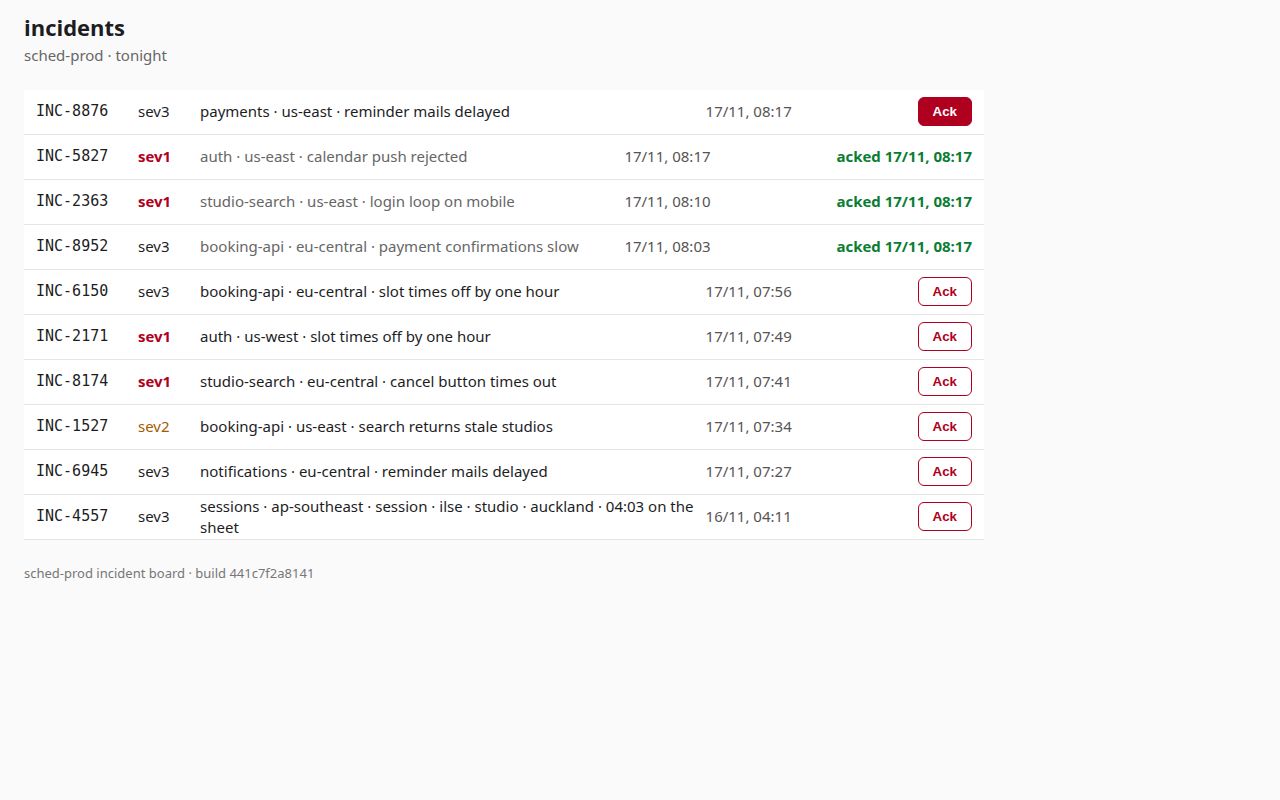 incidents
sched-prod · tonight
INC-8876 sev3 payments · us-east · reminder mails delayed 17/11, 08:17 Ack
INC-5827 sev1 auth · us-east · calendar push rejected 17/11, 08:17 acked 17/11, 08:17
INC-2363 sev1 studio-search · us-east · login loop on mobile 17/11, 08:10 acked 17/11, 08:17
INC-8952 sev3 booking-api · eu-central · payment confirmations slow 17/11, 08:03 acked 17/11, 08:17
INC-6150 sev3 booking-api · eu-central · slot times off by one hour 17/11, 07:56 Ack
INC-2171 sev1 auth · us-west · slot times off by one hour 17/11, 07:49 Ack
INC-8174 sev1 studio-search · eu-central · cancel button times out 17/11, 07:41 Ack
INC-1527 sev2 booking-api · us-east · search returns stale studios 17/11, 07:34 Ack
INC-6945 sev3 notifications · eu-central · reminder mails delayed 17/11, 07:27 Ack
INC-4557 sev3 sessions · ap-southeast · session · ilse · studio · auckland · 04:03 on the 16/11, 04:11 Ack
sheet
sched-prod incident board · build 441c7f2a8141